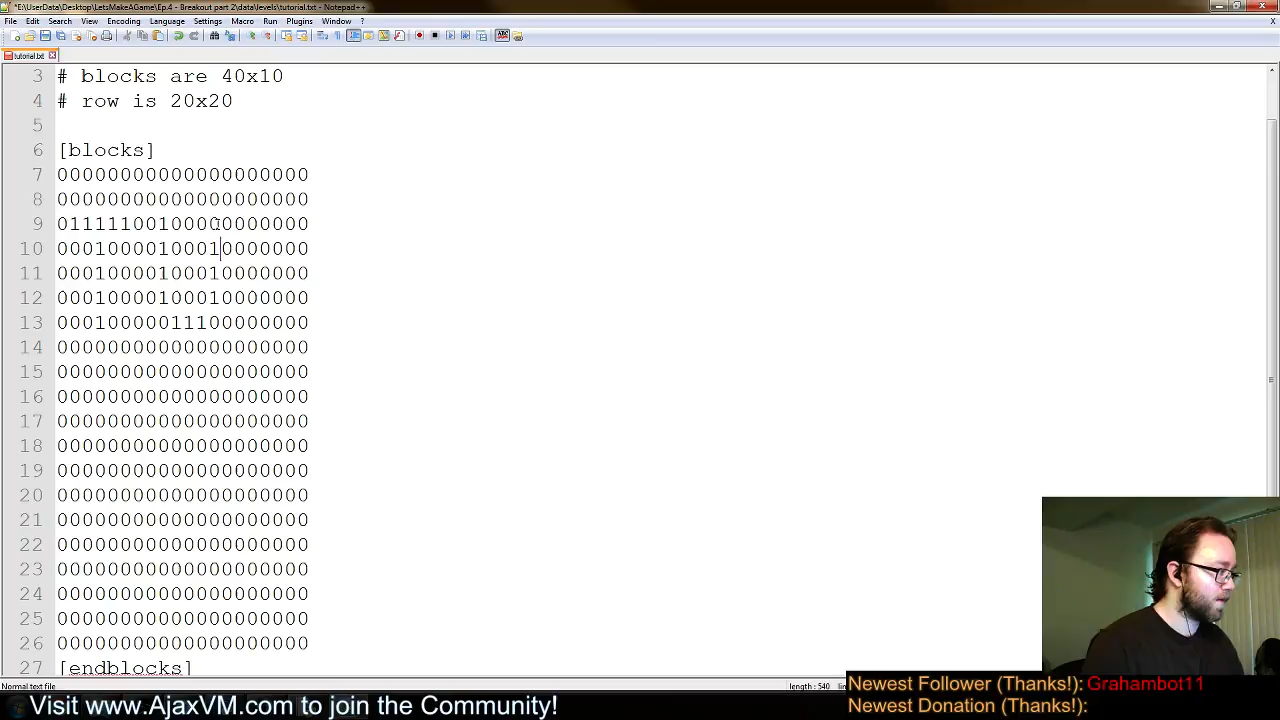 *E:\UserData\Desktop\LetsMakeAGame\Ep.4 - Breakout part 2\data\levels\tutorial.txt - Notepad++
File Edit Search View Encoding Language Settings Macro Run Plugins Window ? X
tutorial.txt
3 # blocks are 40x10
4 # row is 20x20
5
6 [blocks]
7 00000000000000000000
8 00000000000000000000
9 01111100100000000000
10 00010000100010000000
11 00010000100010000000
12 00010000100010000000
13 00010000011100000000
14 00000000000000000000
15 00000000000000000000
16 00000000000000000000
17 00000000000000000000
18 00000000000000000000
19 00000000000000000000
20 00000000000000000000
21 00000000000000000000
22 00000000000000000000
23 00000000000000000000
24 00000000000000000000
25 00000000000000000000
26 00000000000000000000
27 [endblocks]
Normal text file length : 540
Newest Follower (Thanks!): Grahambot11
Visit www.AjaxVM.com to join the Community! Newest Donation (Thanks!):